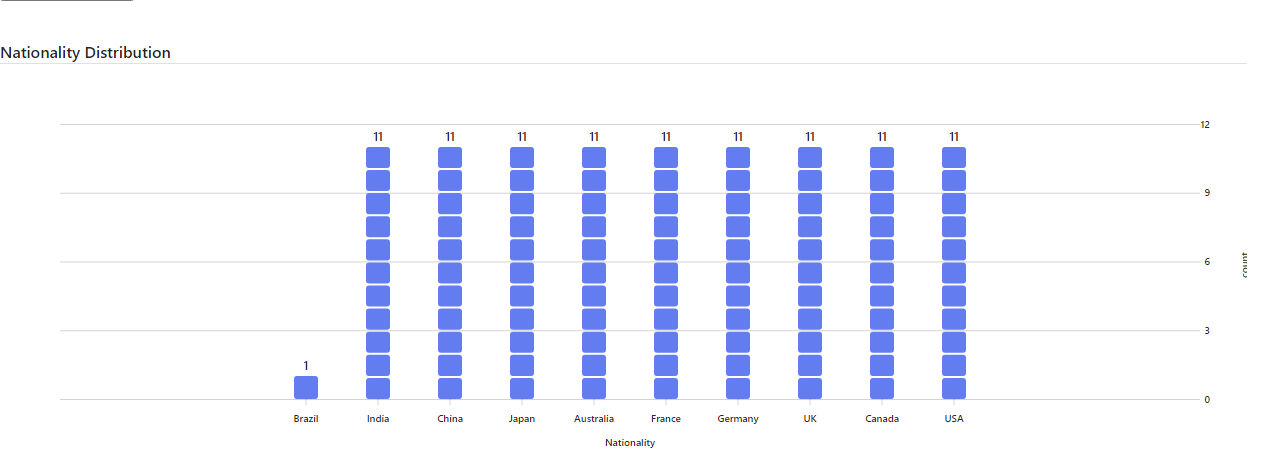 Nationality Distribution
12
11 11 11 11 11 11 11 11 11
9
6
count
3
1
0
Brazil India China Japan Australia France Germany UK Canada USA
Nationality